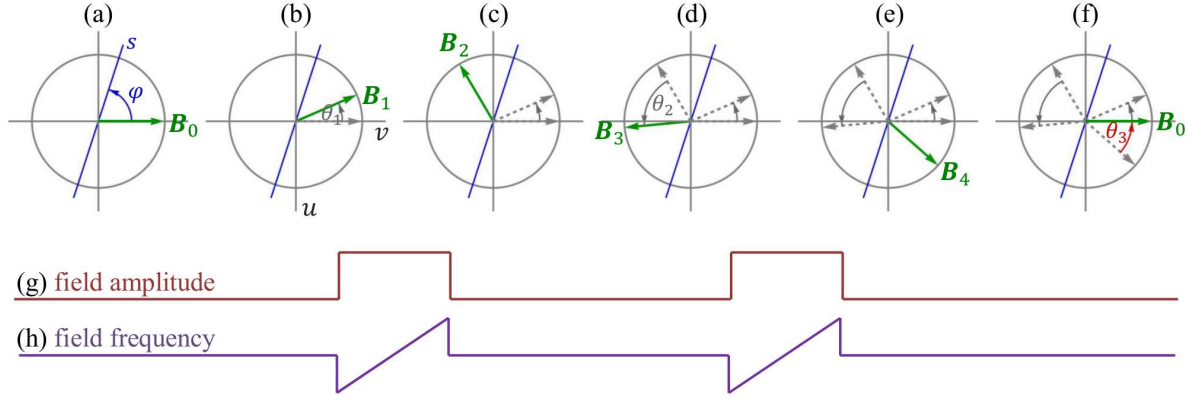 (a) (b) (c) (d) (e) (f)
s φ B₀
B₁ θ₁ v u
B₂
θ₂ B₃
B₄
B₀ θ₃
(g) field amplitude
(h) field frequency